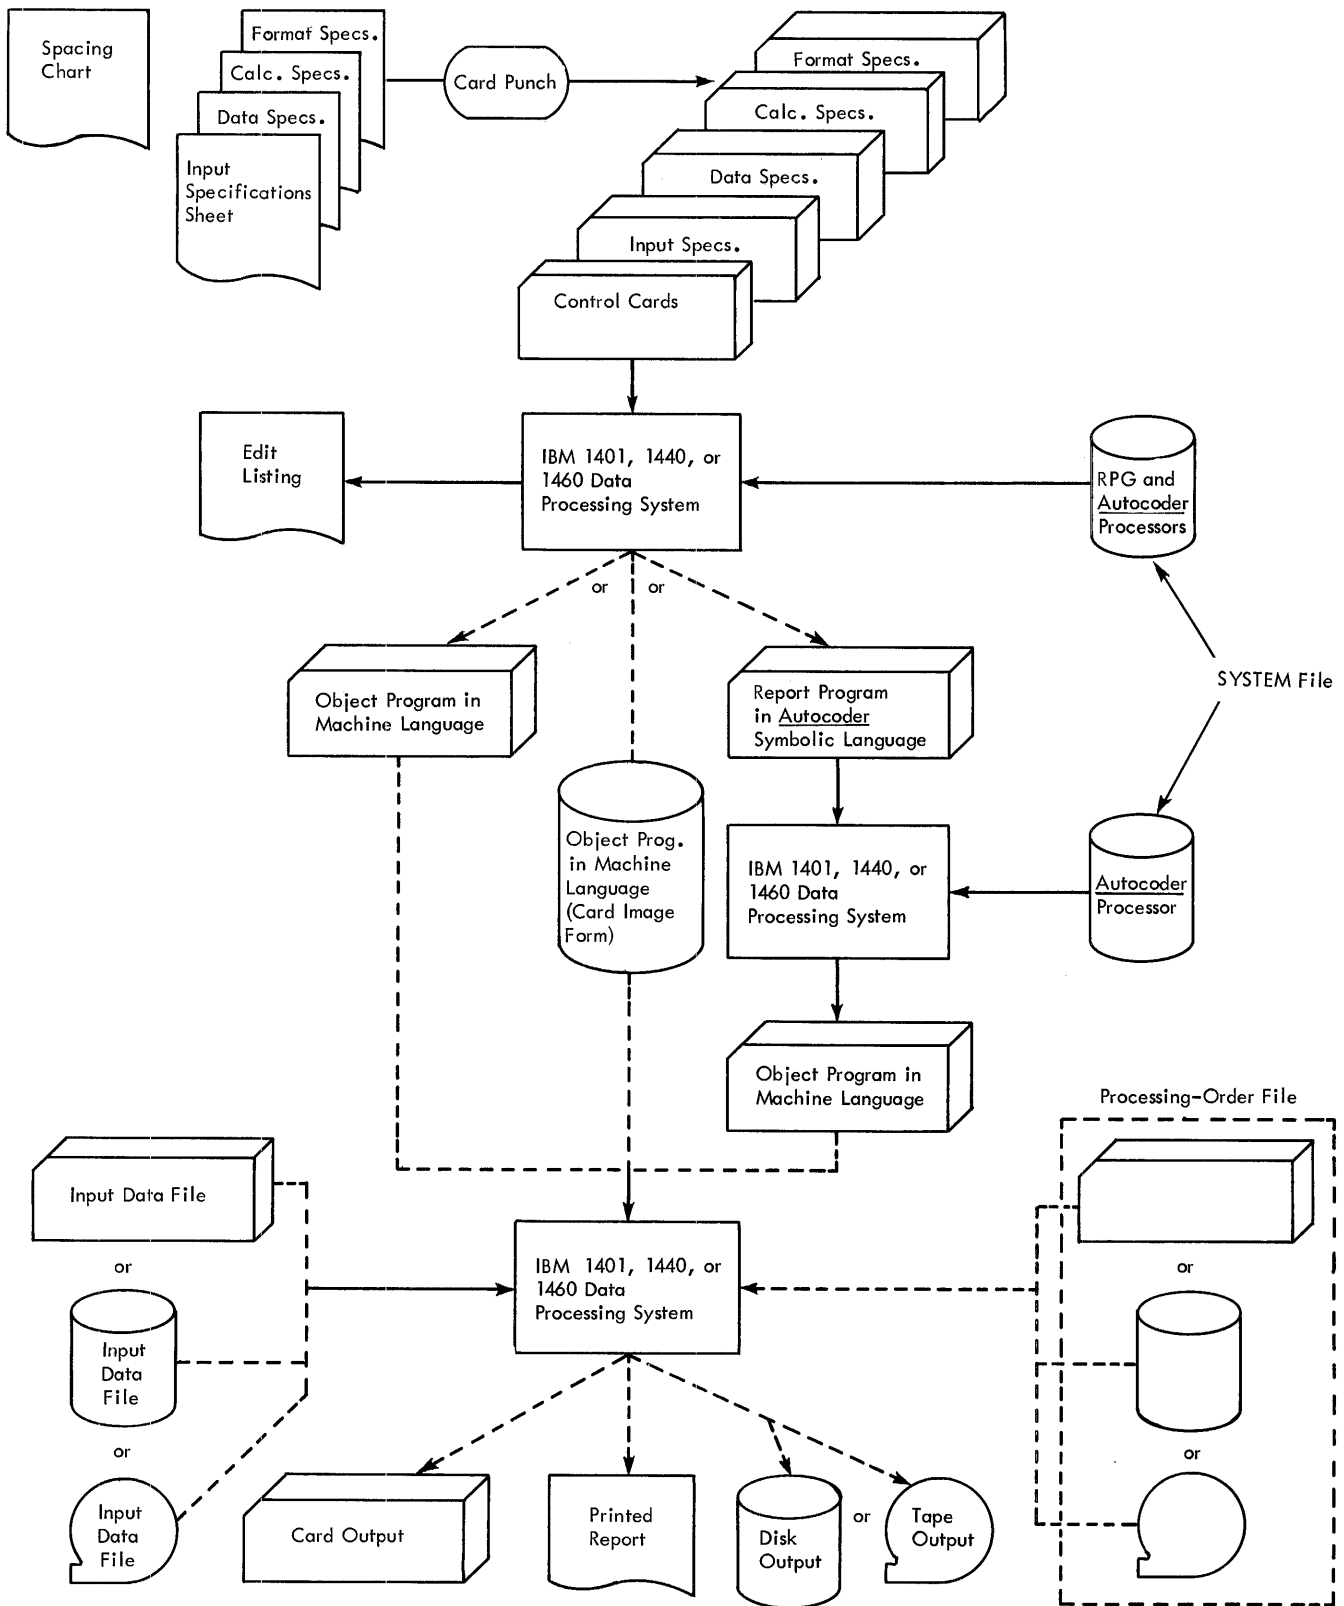 Spacing
Chart
Format Specs.
Calc. Specs.
Data Specs.
Input
Specifications
Sheet
Card Punch
Format Specs.
Calc. Specs.
Data Specs.
Input Specs.
Control Cards
Edit
Listing
IBM 1401, 1440, or
1460 Data
Processing System
RPG and
Autocoder
Processors
or
or
SYSTEM File
Object Program in
Machine Language
Report Program
in Autocoder
Symbolic Language
Object Prog.
in Machine
Language
(Card Image
Form)
IBM 1401, 1440, or
1460 Data
Processing System
Autocoder
Processor
Object Program in
Machine Language
Processing-Order File
Input Data File
or
Input
Data
File
or
Input
Data
File
IBM 1401, 1440, or
1460 Data
Processing System
or
or
Card Output
Printed
Report
Disk
Output
or
Tape
Output